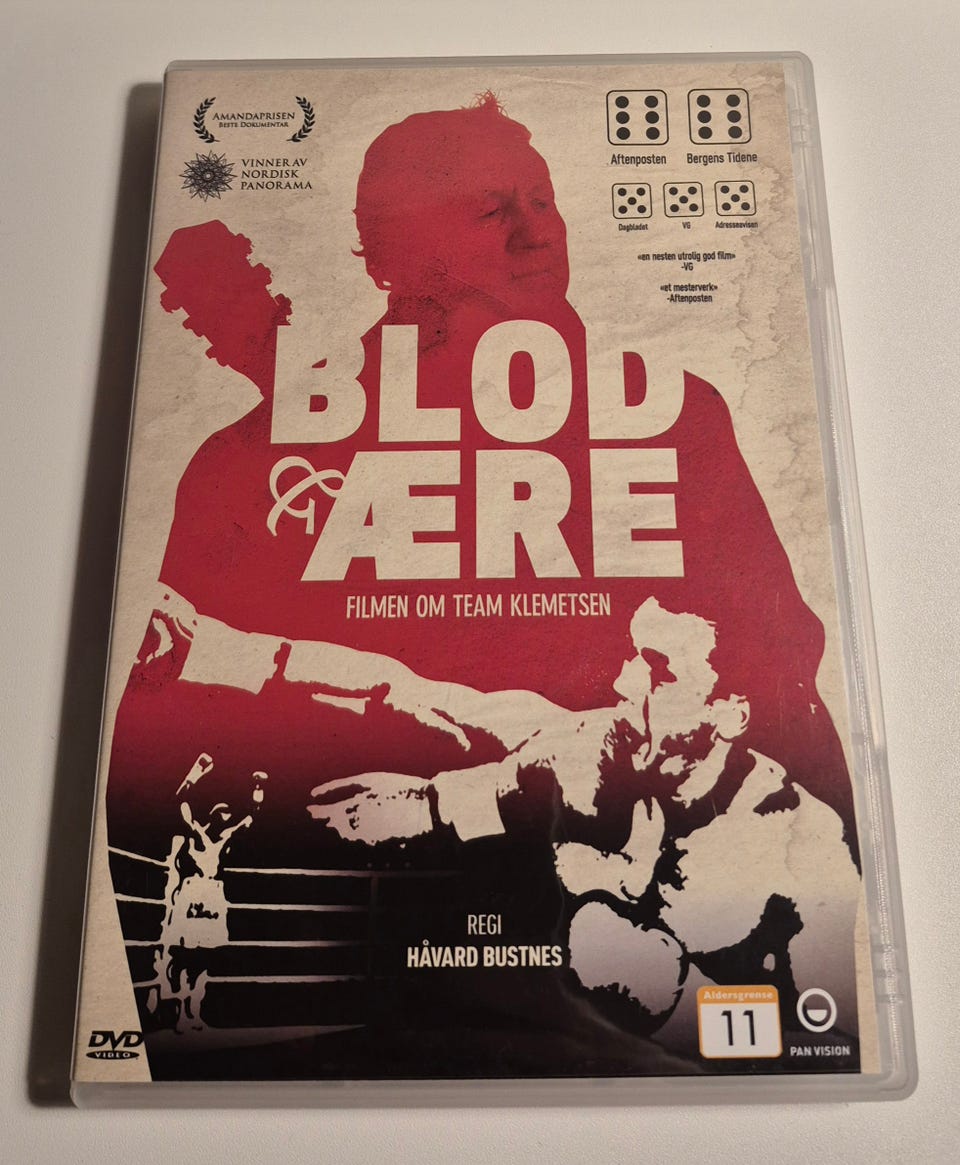 AMANDAPRISEN
BESTE DOKUMENTAR
VINNER AV
NORDISK
PANORAMA
Aftenposten
Bergens Tidene
Dagbladet
VG
Adresseavisen
«en nesten utrolig god film»
-VG
«et mesterverk»
-Aftenposten
BLOD
& ÆRE
FILMEN OM TEAM KLEMETSEN
REGI
HÅVARD BUSTNES
DVD
VIDEO
Aldersgrense
11
PAN VISION